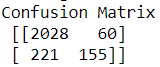 Confusion Matrix
[[2028 60]
[ 221 155]]